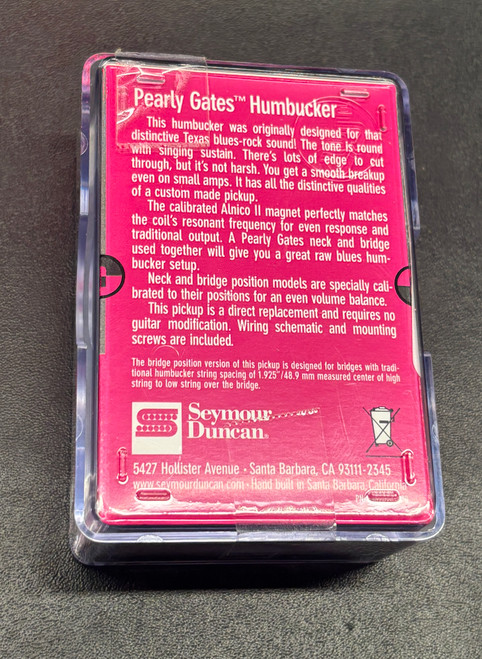 Pearly Gates™ Humbucker
This humbucker was originally designed for that
distinctive Texas blues-rock sound! The tone is round
with singing sustain. There's lots of edge to cut
through, but it's not harsh. You get a smooth breakup
even on small amps. It has all the distinctive qualities
of a custom made pickup.
The calibrated Alnico II magnet perfectly matches
the coil's resonant frequency for even response and
traditional output. A Pearly Gates neck and bridge
used together will give you a great raw blues hum-
bucker setup.
Neck and bridge position models are specially cali-
brated to their positions for an even volume balance.
This pickup is a direct replacement and requires no
guitar modification. Wiring schematic and mounting
screws are included.
The bridge position version of this pickup is designed for bridges with tradi-
tional humbucker string spacing of 1.925"/48.9 mm measured center of high
string to low string over the bridge.
Seymour
Duncan®
5427 Hollister Avenue • Santa Barbara, CA 93111-2345
www.seymourduncan.com • Hand built in Santa Barbara, California